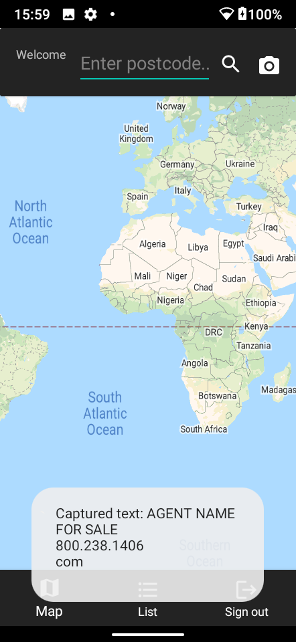 15:59
100%
Welcome
Enter postcode..
Norway
United
Kingdom
Germany
Ukraine
Spain
Italy
Turkey
North
Atlantic
Ocean
Iraq
Algeria
Libya
Egypt
Saudi Arabi
Mali
Niger
Sudan
Chad
Nigeria
Ethiopia
DRC
Kenya
Tanzania
Angola
Botswana
Madagas
South
Atlantic
Ocean
South Africa
Captured text: AGENT NAME
FOR SALE
800.238.1406
com
Southern
Ocean
Map
List
Sign out